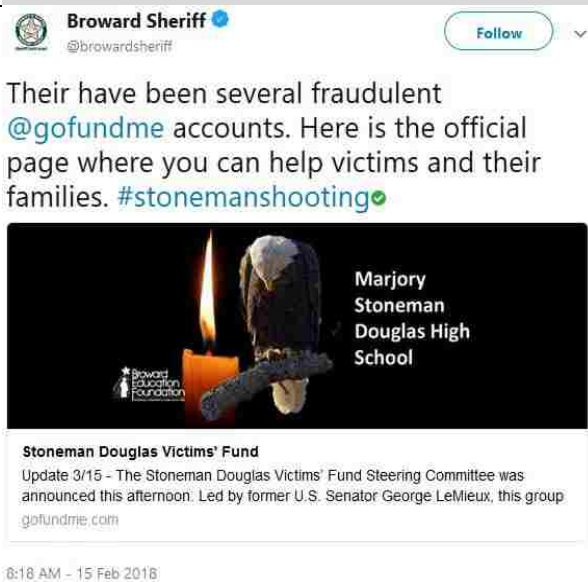 Broward Sheriff
@browardsheriff
Follow
Their have been several fraudulent
@gofundme accounts. Here is the official
page where you can help victims and their
families. #stonemanshooting
Marjory
Stoneman
Douglas High
School
Broward
Education
Foundation
Stoneman Douglas Victims' Fund
Update 3/15 - The Stoneman Douglas Victims' Fund Steering Committee was
announced this afternoon. Led by former U.S. Senator George LeMieux, this group
gofundme.com
8:18 AM - 15 Feb 2018